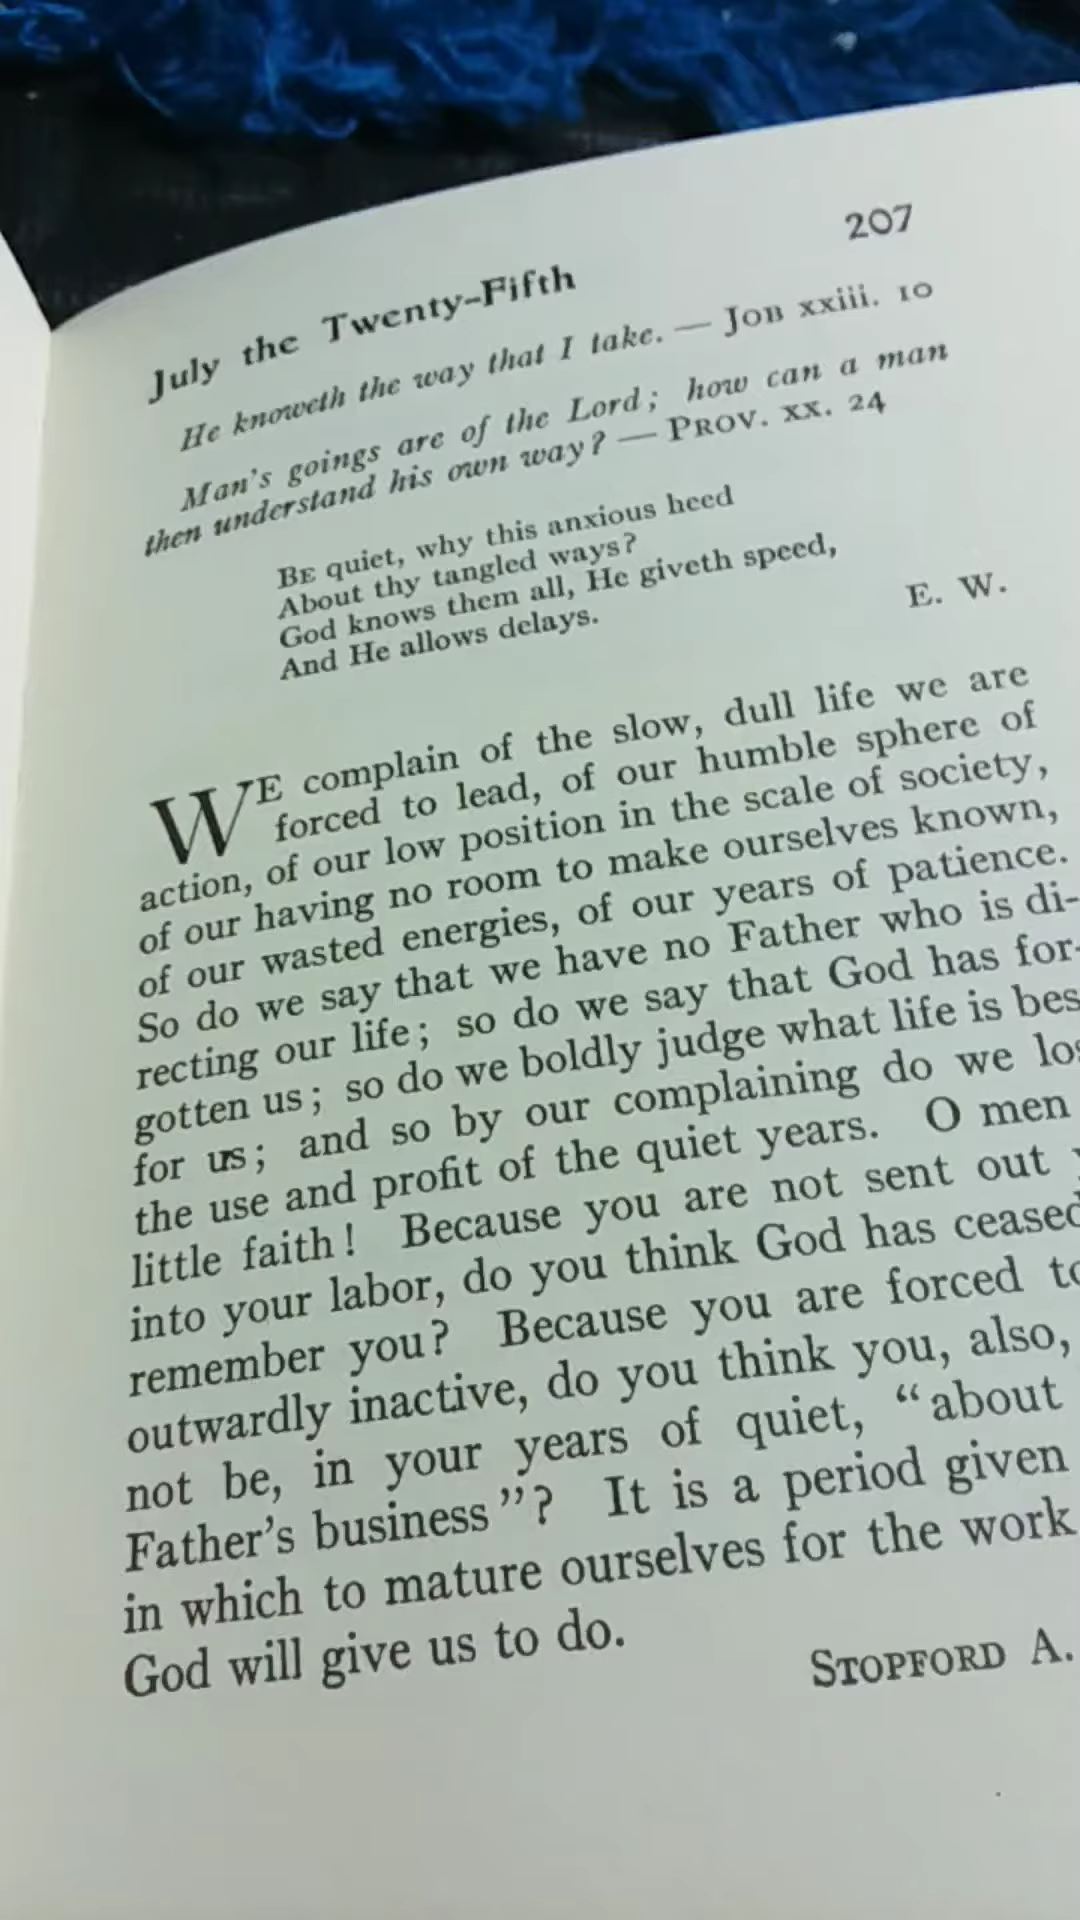 207
July the Twenty-Fifth
He knoweth the way that I take. — Job xxiii. 10
Man's goings are of the Lord; how can a man
then understand his own way? — Prov. xx. 24
Be quiet, why this anxious heed
About thy tangled ways?
God knows them all, He giveth speed,
And He allows delays.
E. W.
WE complain of the slow, dull life we are
forced to lead, of our humble sphere of
action, of our low position in the scale of society,
of our having no room to make ourselves known,
of our wasted energies, of our years of patience.
So do we say that we have no Father who is di-
recting our life; so do we say that God has for-
gotten us; so do we boldly judge what life is bes
for us; and so by our complaining do we los
the use and profit of the quiet years. O men
little faith! Because you are not sent out
into your labor, do you think God has ceased
remember you? Because you are forced to
outwardly inactive, do you think you, also,
not be, in your years of quiet, "about
Father's business"? It is a period given
in which to mature ourselves for the work
God will give us to do.
Stopford A.